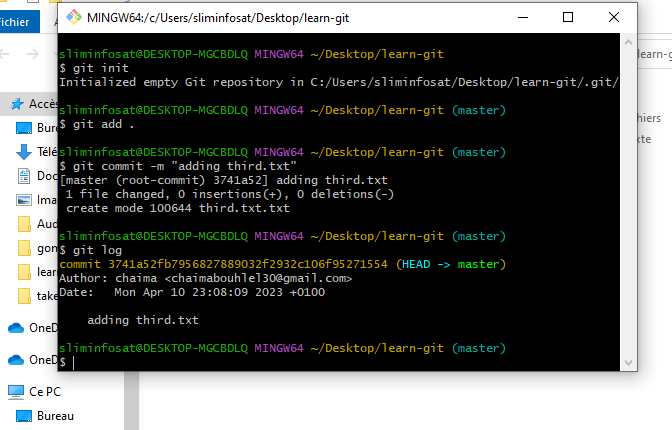 MINGW64:/c/Users/sliminfosat/Desktop/learn-git
Fichier
sliminfosat@DESKTOP-MGCBDLQ MINGW64 ~/Desktop/learn-git
$ git init
Initialized empty Git repository in C:/Users/sliminfosat/Desktop/learn-git/.git/
sliminfosat@DESKTOP-MGCBDLQ MINGW64 ~/Desktop/learn-git (master)
$ git add .
sliminfosat@DESKTOP-MGCBDLQ MINGW64 ~/Desktop/learn-git (master)
$ git commit -m "adding third.txt"
[master (root-commit) 3741a52] adding third.txt
1 file changed, 0 insertions(+), 0 deletions(-)
create mode 100644 third.txt.txt
sliminfosat@DESKTOP-MGCBDLQ MINGW64 ~/Desktop/learn-git (master)
$ git log
commit 3741a52fb7956827889032f2932c106f95271554 (HEAD -> master)
Author: chaima <chaimabouhlel30@gmail.com>
Date:   Mon Apr 10 23:08:09 2023 +0100
adding third.txt
sliminfosat@DESKTOP-MGCBDLQ MINGW64 ~/Desktop/learn-git (master)
$
Accès
Bur
Télé
Doc
Ima
Aud
gon
lear
take
OneD
OneD
Ce PC
Bureau
earn-g
hiers
xte